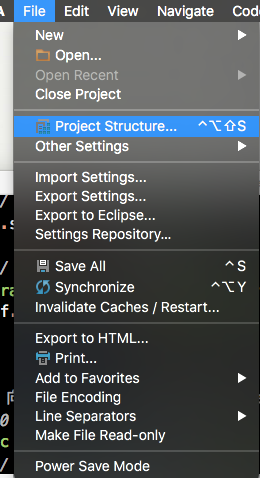 File Edit View Navigate
New
Open...
Open Recent
Close Project
Project Structure... ⌃⌥⇧S
Other Settings
Import Settings...
Export Settings...
Export to Eclipse...
Settings Repository...
Save All ⌃S
Synchronize ⌃⌥Y
Invalidate Caches / Restart...
Export to HTML...
Print...
Add to Favorites
File Encoding
Line Separators
Make File Read-only
Power Save Mode